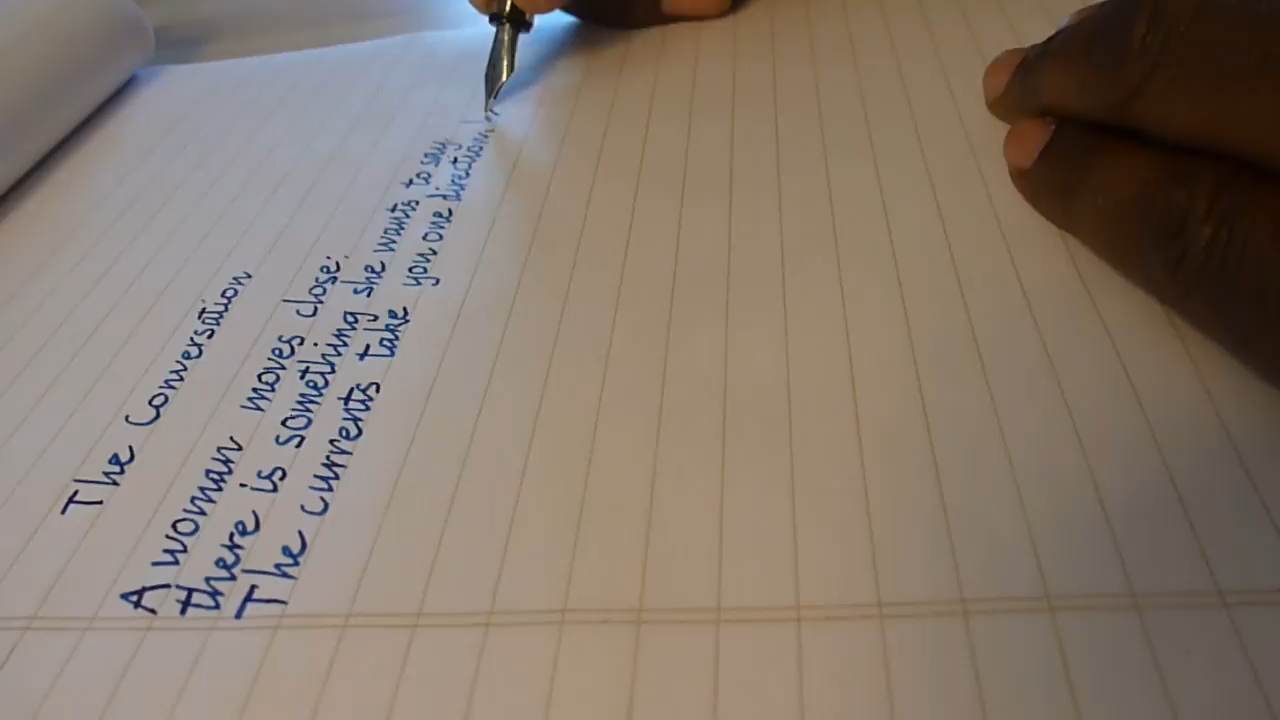 The Conversation
A woman moves close:
there is something she wants to say.
The currents take you one direction,